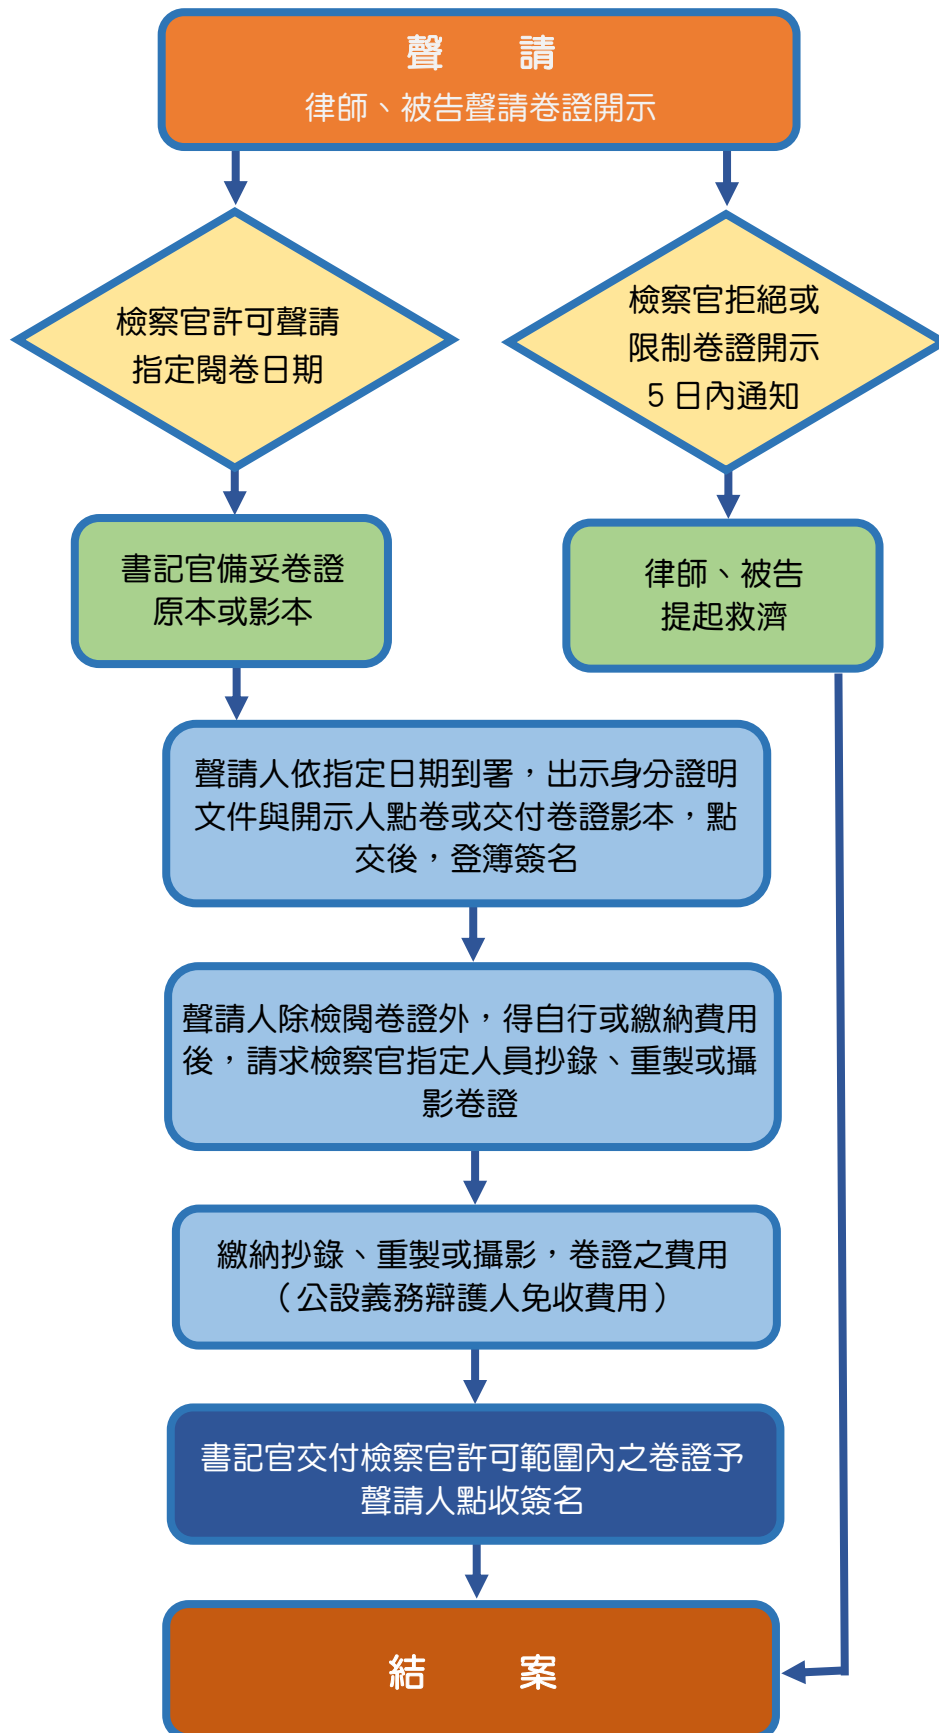 聲　　請
律師、被告聲請卷證開示
檢察官許可聲請
指定閱卷日期
檢察官拒絕或
限制卷證開示
5 日內通知
書記官備妥卷證
原本或影本
律師、被告
提起救濟
聲請人依指定日期到署，出示身分證明
文件與開示人點卷或交付卷證影本，點
交後，登簿簽名
聲請人除檢閱卷證外，得自行或繳納費用
後，請求檢察官指定人員抄錄、重製或攝
影卷證
繳納抄錄、重製或攝影，卷證之費用
（公設義務辯護人免收費用）
書記官交付檢察官許可範圍內之卷證予
聲請人點收簽名
結　　案